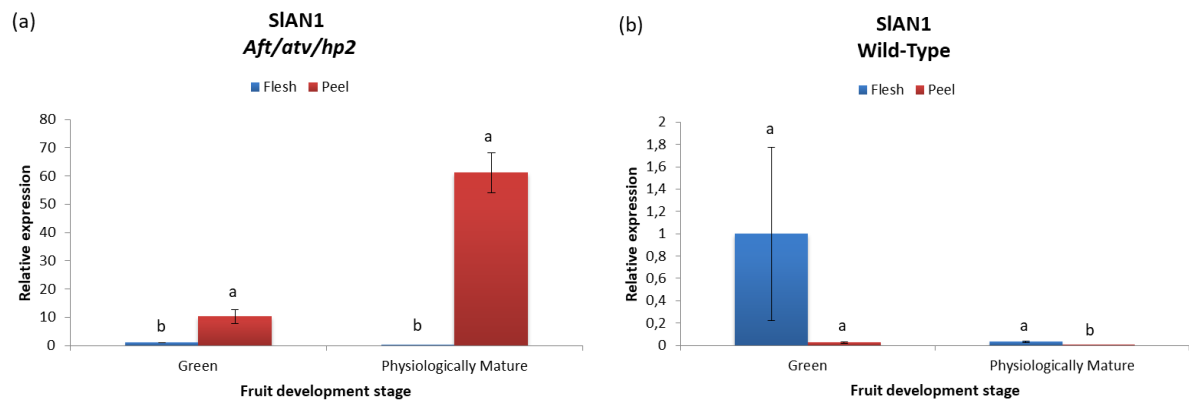 (a)
SlAN1
Aft/atv/hp2
Flesh Peel
80
70
60
50
40
30
20
10
0
Relative expression
b
a
b
a
Green
Physiologically Mature
Fruit development stage
(b)
SlAN1
Wild-Type
Flesh Peel
2
1,8
1,6
1,4
1,2
1
0,8
0,6
0,4
0,2
0
Relative expression
a
a
a
b
Green
Physiologically Mature
Fruit development stage